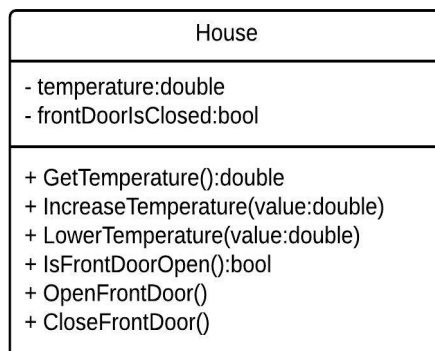 House
- temperature:double
- frontDoorIsClosed:bool
+ GetTemperature():double
+ IncreaseTemperature(value:double)
+ LowerTemperature(value:double)
+ IsFrontDoorOpen():bool
+ OpenFrontDoor()
+ CloseFrontDoor()